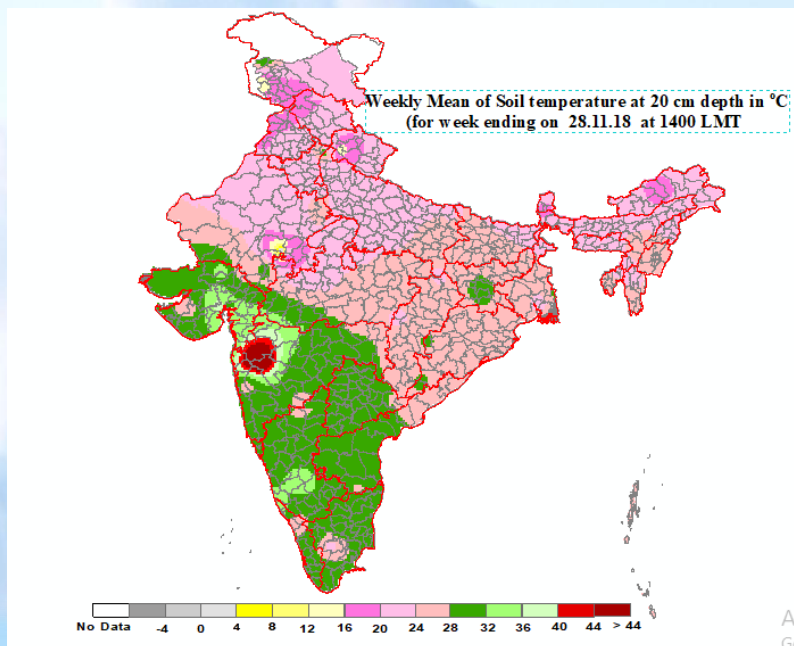 Weekly Mean of Soil temperature at 20 cm depth in °C
(for week ending on 28.11.18 at 1400 LMT
No Data -4 0 4 8 12 16 20 24 28 32 36 40 44 > 44